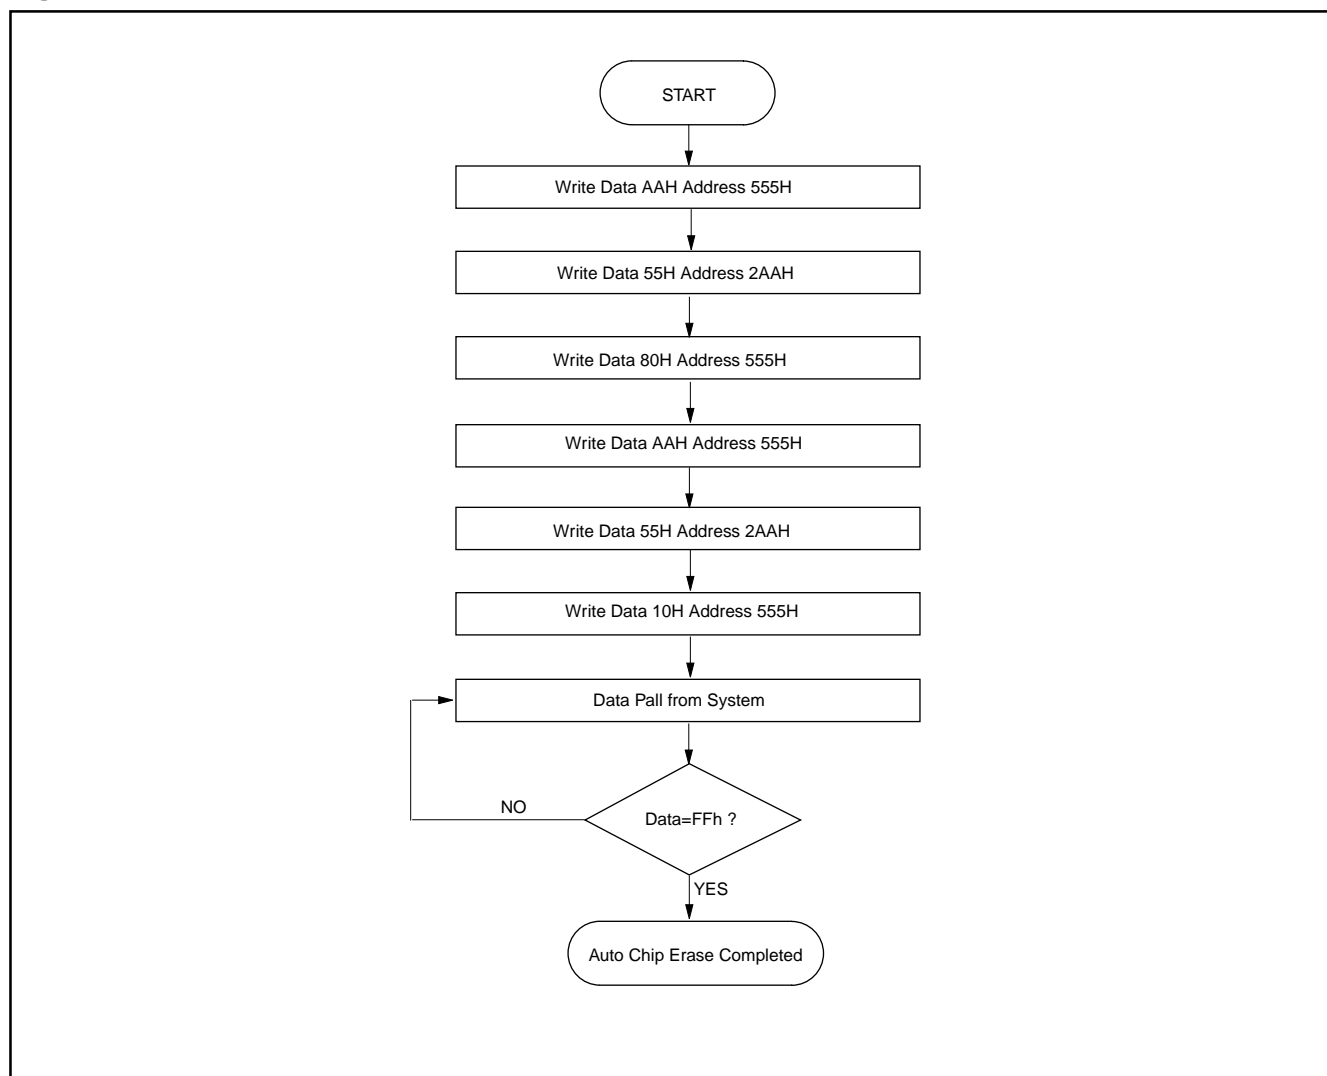 START
Write Data AAH Address 555H
Write Data 55H Address 2AAH
Write Data 80H Address 555H
Write Data AAH Address 555H
Write Data 55H Address 2AAH
Write Data 10H Address 555H
Data Pall from System
NO
Data=FFh ?
YES
Auto Chip Erase Completed